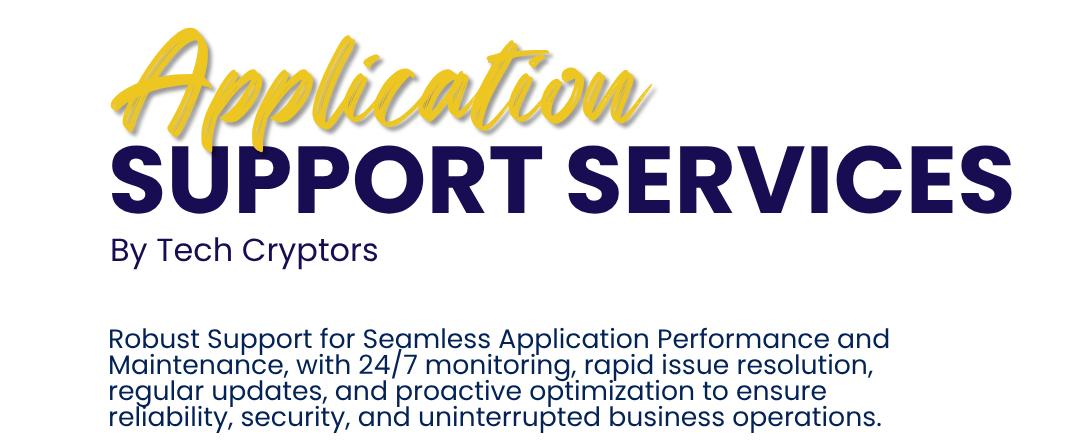 Application
SUPPORT SERVICES
By Tech Cryptors
Robust Support for Seamless Application Performance and
Maintenance, with 24/7 monitoring, rapid issue resolution,
regular updates, and proactive optimization to ensure
reliability, security, and uninterrupted business operations.